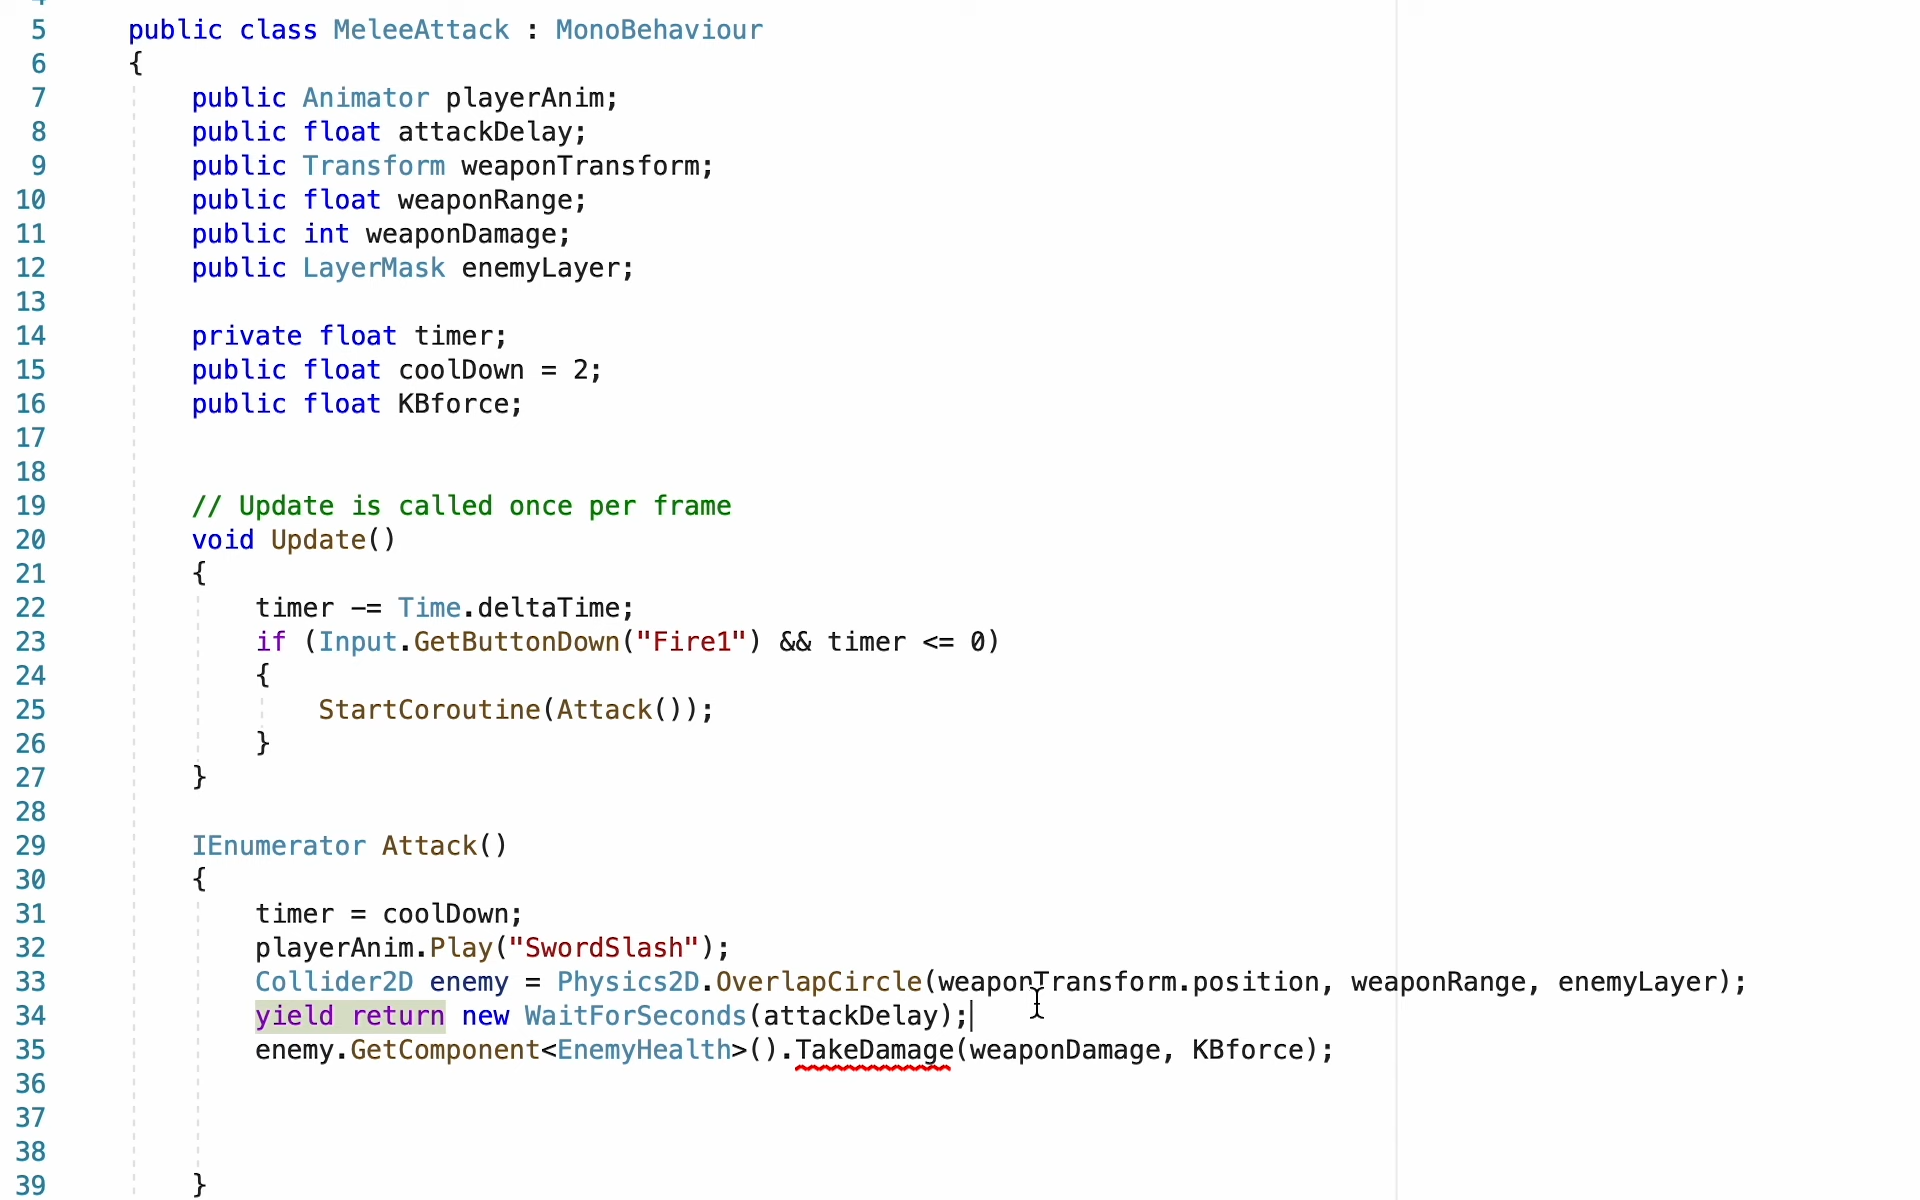 5 public class MeleeAttack : MonoBehaviour
6 {
7 public Animator playerAnim;
8 public float attackDelay;
9 public Transform weaponTransform;
10 public float weaponRange;
11 public int weaponDamage;
12 public LayerMask enemyLayer;
13
14 private float timer;
15 public float coolDown = 2;
16 public float KBforce;
17
18
19 // Update is called once per frame
20 void Update()
21 {
22 timer -= Time.deltaTime;
23 if (Input.GetButtonDown("Fire1") && timer <= 0)
24 {
25 StartCoroutine(Attack());
26 }
27 }
28
29 IEnumerator Attack()
30 {
31 timer = coolDown;
32 playerAnim.Play("SwordSlash");
33 Collider2D enemy = Physics2D.OverlapCircle(weaponTransform.position, weaponRange, enemyLayer);
34 yield return new WaitForSeconds(attackDelay);
35 enemy.GetComponent<EnemyHealth>().TakeDamage(weaponDamage, KBforce);
36
37
38
39 }